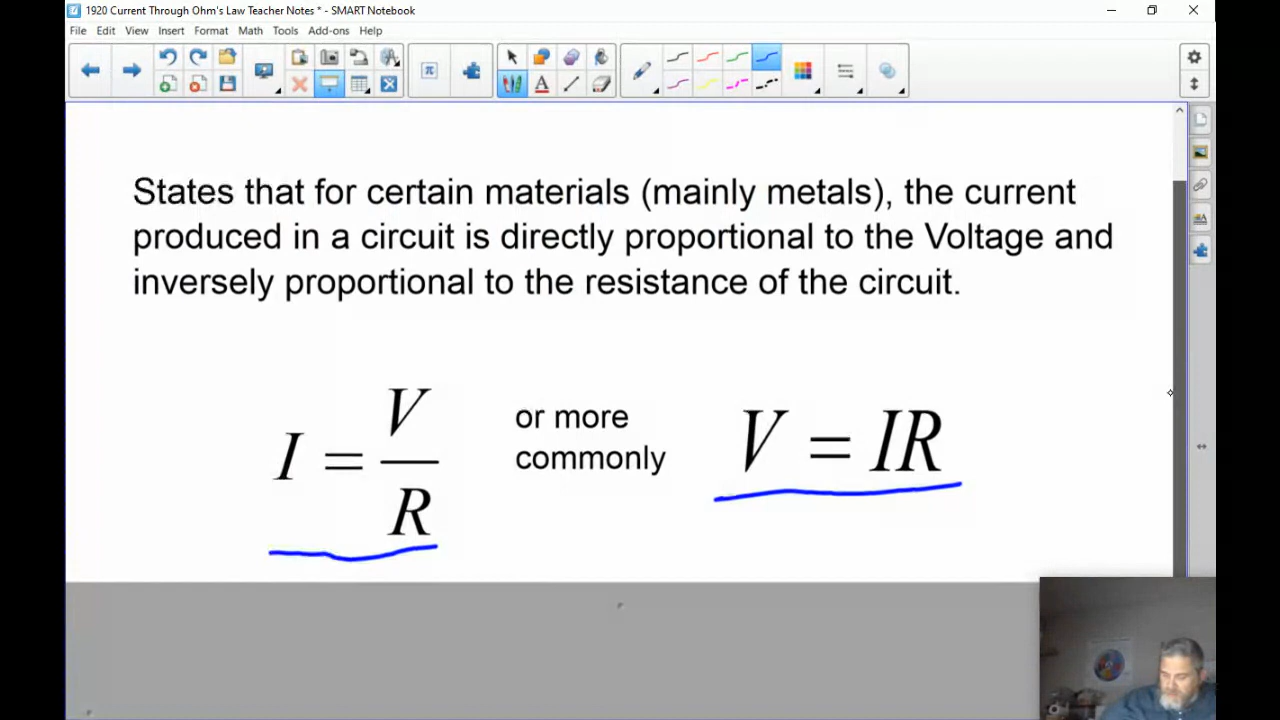 1920 Current Through Ohm's Law Teacher Notes * - SMART Notebook
File Edit View Insert Format Math Tools Add-ons Help
States that for certain materials (mainly metals), the current
produced in a circuit is directly proportional to the Voltage and
inversely proportional to the resistance of the circuit.
I = V/R
or more
commonly
V = IR